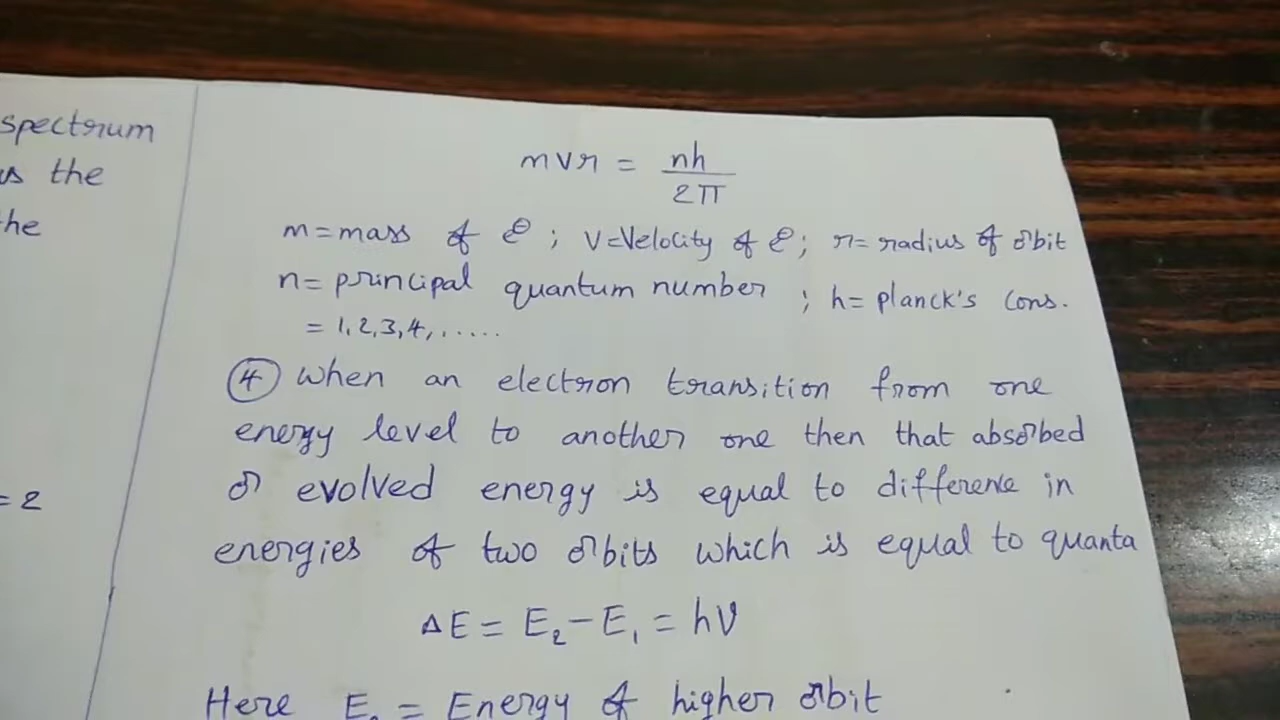 spectrum
is the
the
= 2
mvr = nh
2π
m=mass of e⊖ ; v=Velocity of e⊖; r= radius of orbit
n= principal quantum number ; h= planck's cons.
= 1,2,3,4,.....
④ When an electron transition from one
energy level to another one then that absorbed
or evolved energy is equal to difference in
energies of two orbits which is equal to quanta
ΔE = E₂-E₁ = hν
Here E₂ = Energy of higher orbit